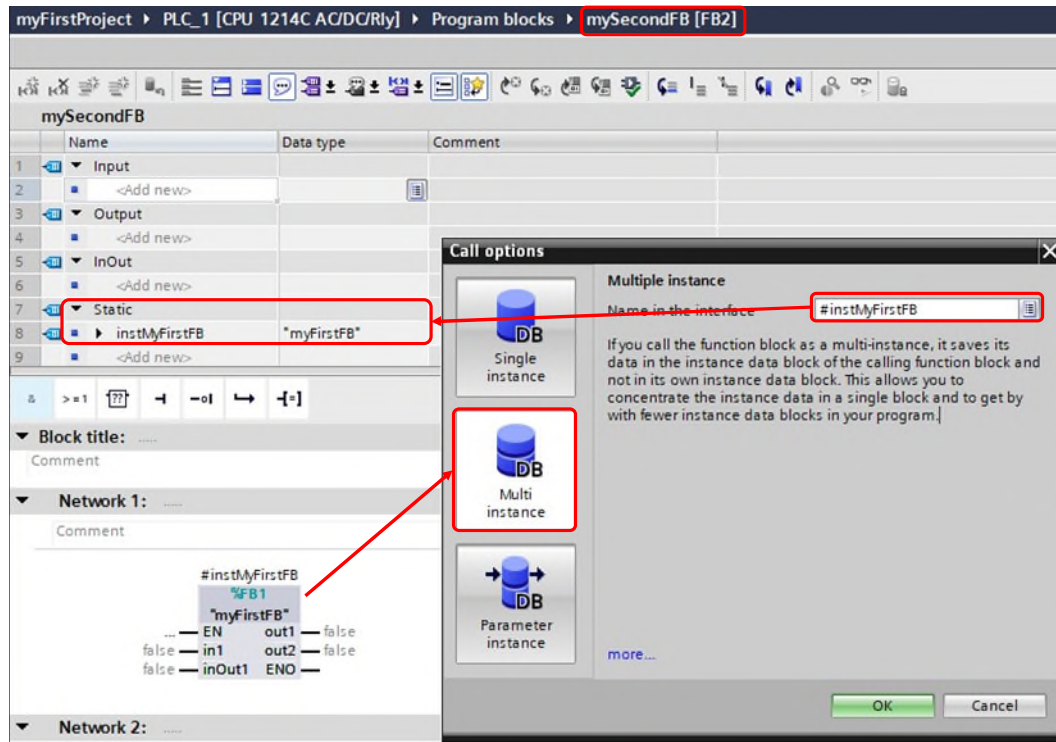 myFirstProject ▸ PLC_1 [CPU 1214C AC/DC/Rly] ▸ Program blocks ▸ mySecondFB [FB2]
mySecondFB
Name Data type Comment
1 Input
2 <Add new>
3 Output
4 <Add new>
5 InOut
6 <Add new>
7 Static
8 instMyFirstFB "myFirstFB"
9 <Add new>
& >=1 ?? -o| [=]
Block title: .....
Comment
Network 1: .....
Comment
#instMyFirstFB
%FB1
"myFirstFB"
... EN out1 false
false in1 out2 false
false inOut1 ENO
Network 2: .....
Call options
DB
Single
instance
DB
Multi
instance
DB
Parameter
instance
Multiple instance
Name in the interface #instMyFirstFB
If you call the function block as a multi-instance, it saves its
data in the instance data block of the calling function block and
not in its own instance data block. This allows you to
concentrate the instance data in a single block and to get by
with fewer instance data blocks in your program.
more...
OK Cancel